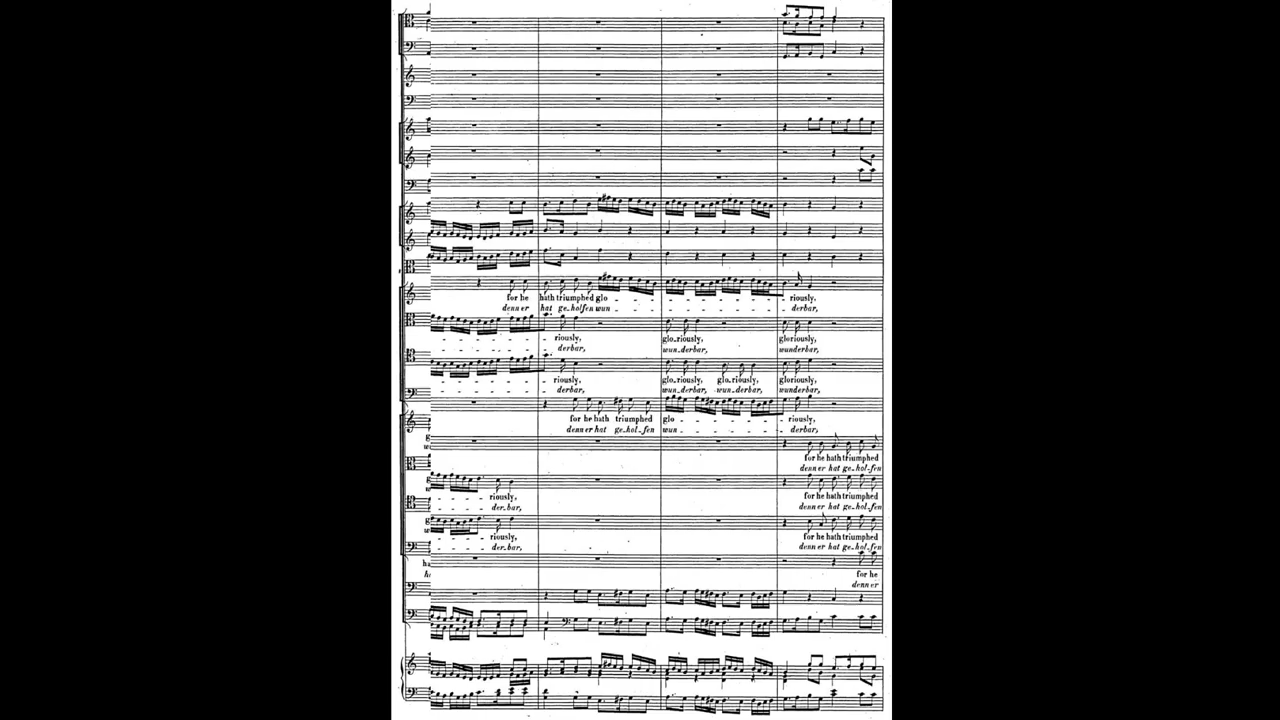 for he hath triumphed glo - - - - - - - - riously,
denn er hat ge-holfen wun - - - - - - - - derbar,
- - - - riously, glo-riously, gloriously,
- - - - derbar, wun-derbar, wunderbar,
- - - - riously, glo-riously, glo-riously, gloriously,
- - - - derbar, wun-derbar, wun-derbar, wunderbar,
for he hath triumphed glo - - - - riously,
denn er hat ge-hol-fen wun - - - - derbar,
g
for he hath triumphed
denn er hat ge-hol-fen
- - - - riously, for he hath triumphed
- - - - der-bar, denn er hat ge-hol-fen
- - - - riously, for he hath triumphed
- - - - der-bar, denn er hat ge-hol-fen
ha
for he
denn er